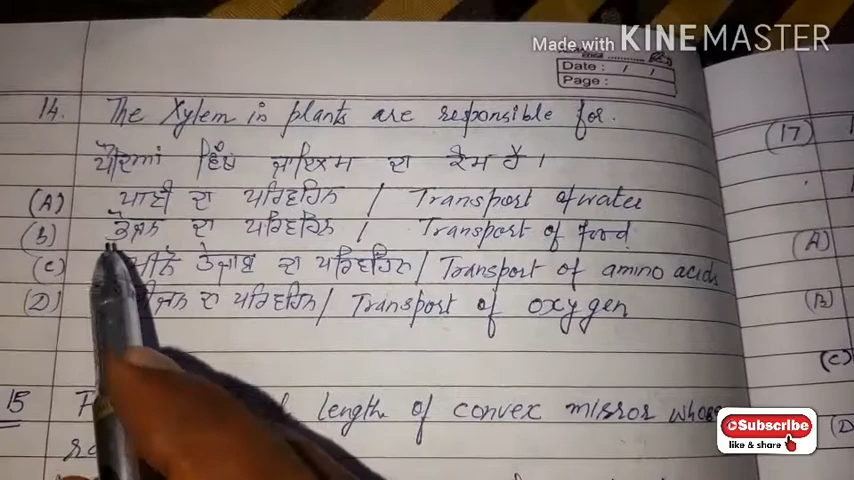 Made with KINEMASTER
Date : / /
Page :
14. The Xylem in plants are responsible for.
ਪੌਦਿਆਂ ਵਿੱਚ ਜ਼ਾਇਲਮ ਦਾ ਕੰਮ ਹੈ ।
(A) ਪਾਣੀ ਦਾ ਪਰਿਵਹਿਨ / Transport of water
(B) ਭੋਜਨ ਦਾ ਪਰਿਵਹਿਨ / Transport of food
(C) ਤੇਜ਼ਾਬ ਦਾ ਪਰਿਵਹਿਨ / Transport of amino acids
(D) ਦਾ ਪਰਿਵਹਿਨ / Transport of oxygen
15 length of convex mirror whose
(17)
(A)
(B)
(C)
(D
Subscribe
like & share